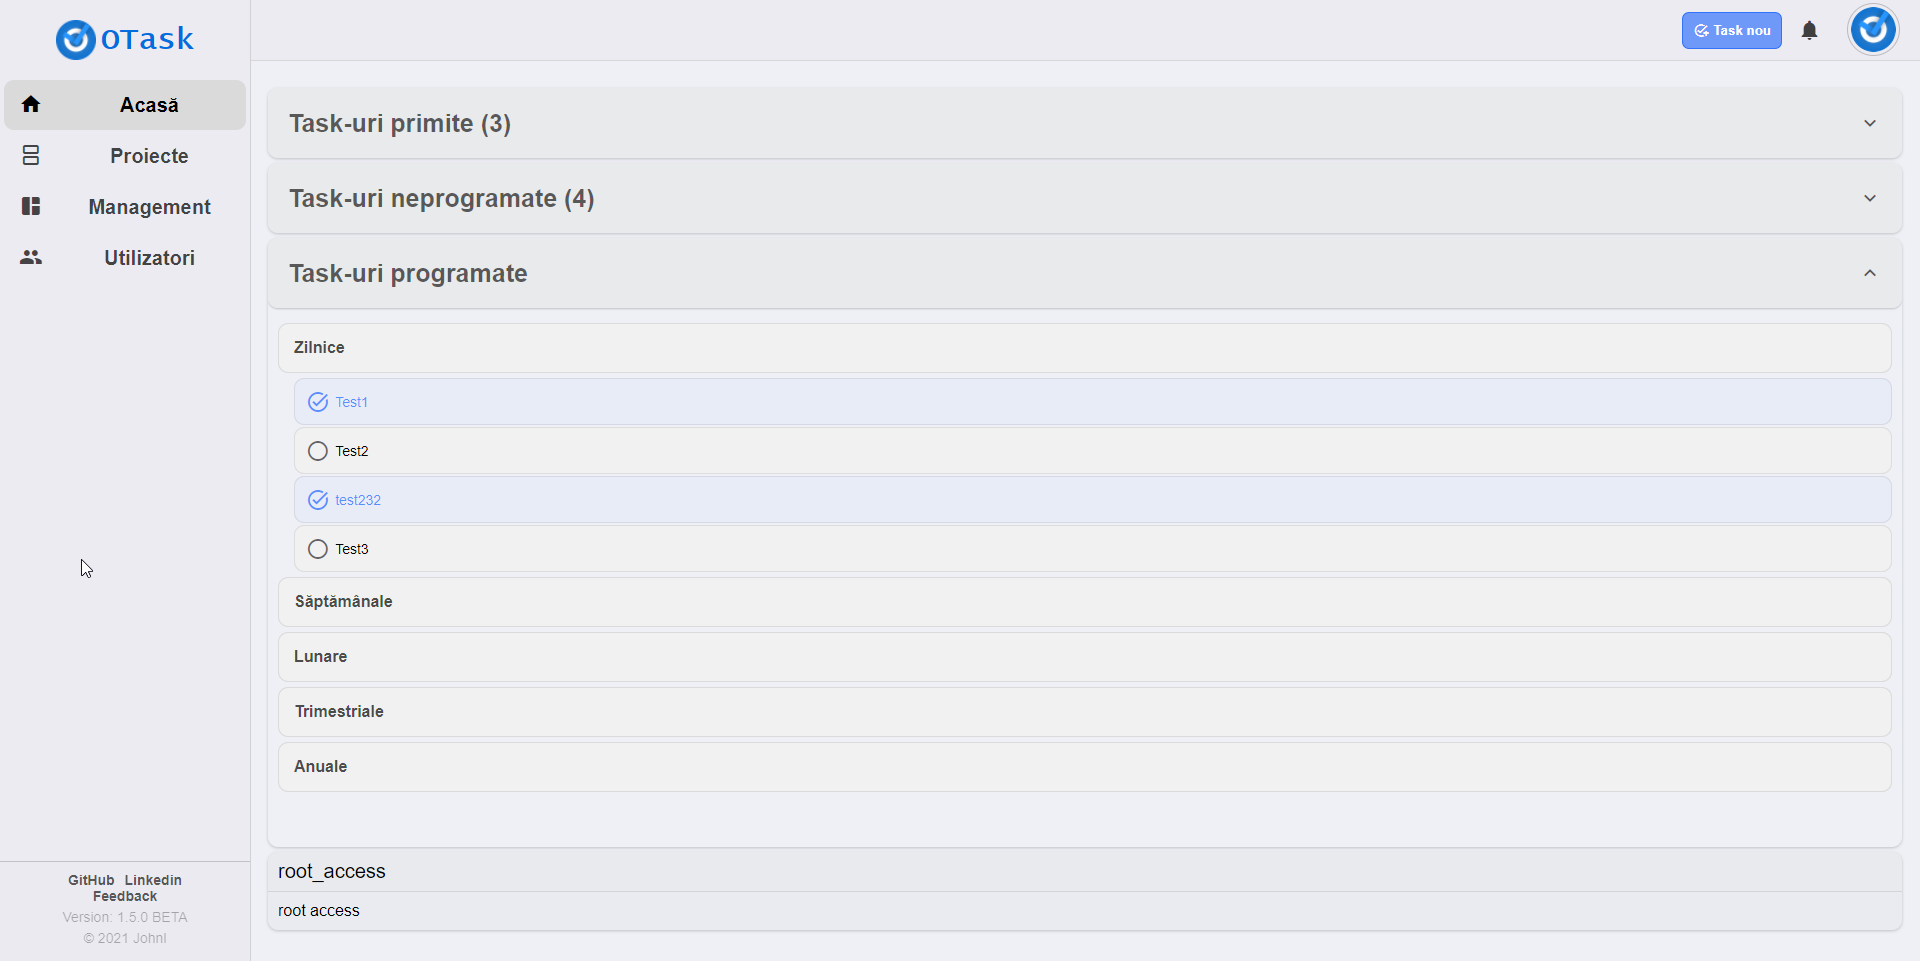 OTask
Task nou
Acasă
Proiecte
Management
Utilizatori
Task-uri primite (3)
Task-uri neprogramate (4)
Task-uri programate
Zilnice
Test1
Test2
test232
Test3
Săptămânale
Lunare
Trimestriale
Anuale
root_access
root access
GitHub Linkedin
Feedback
Version: 1.5.0 BETA